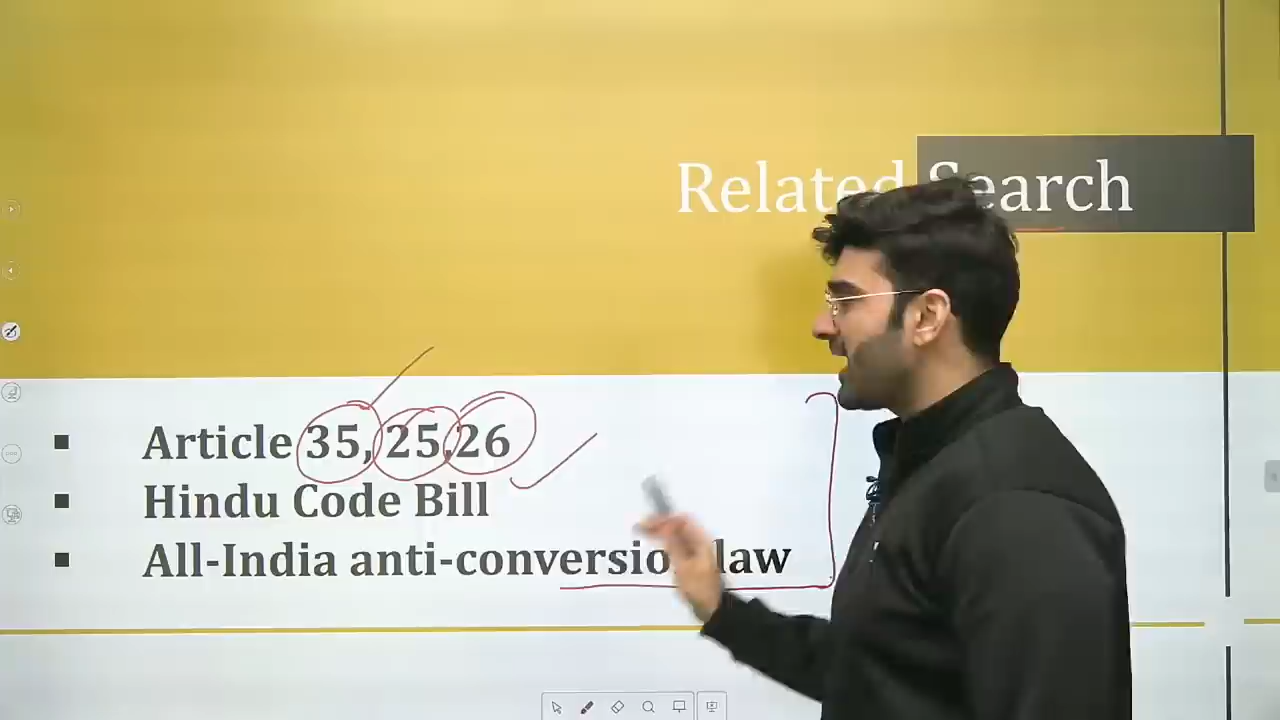 Related Search
Article 35, 25,26
Hindu Code Bill
All-India anti-conversion law